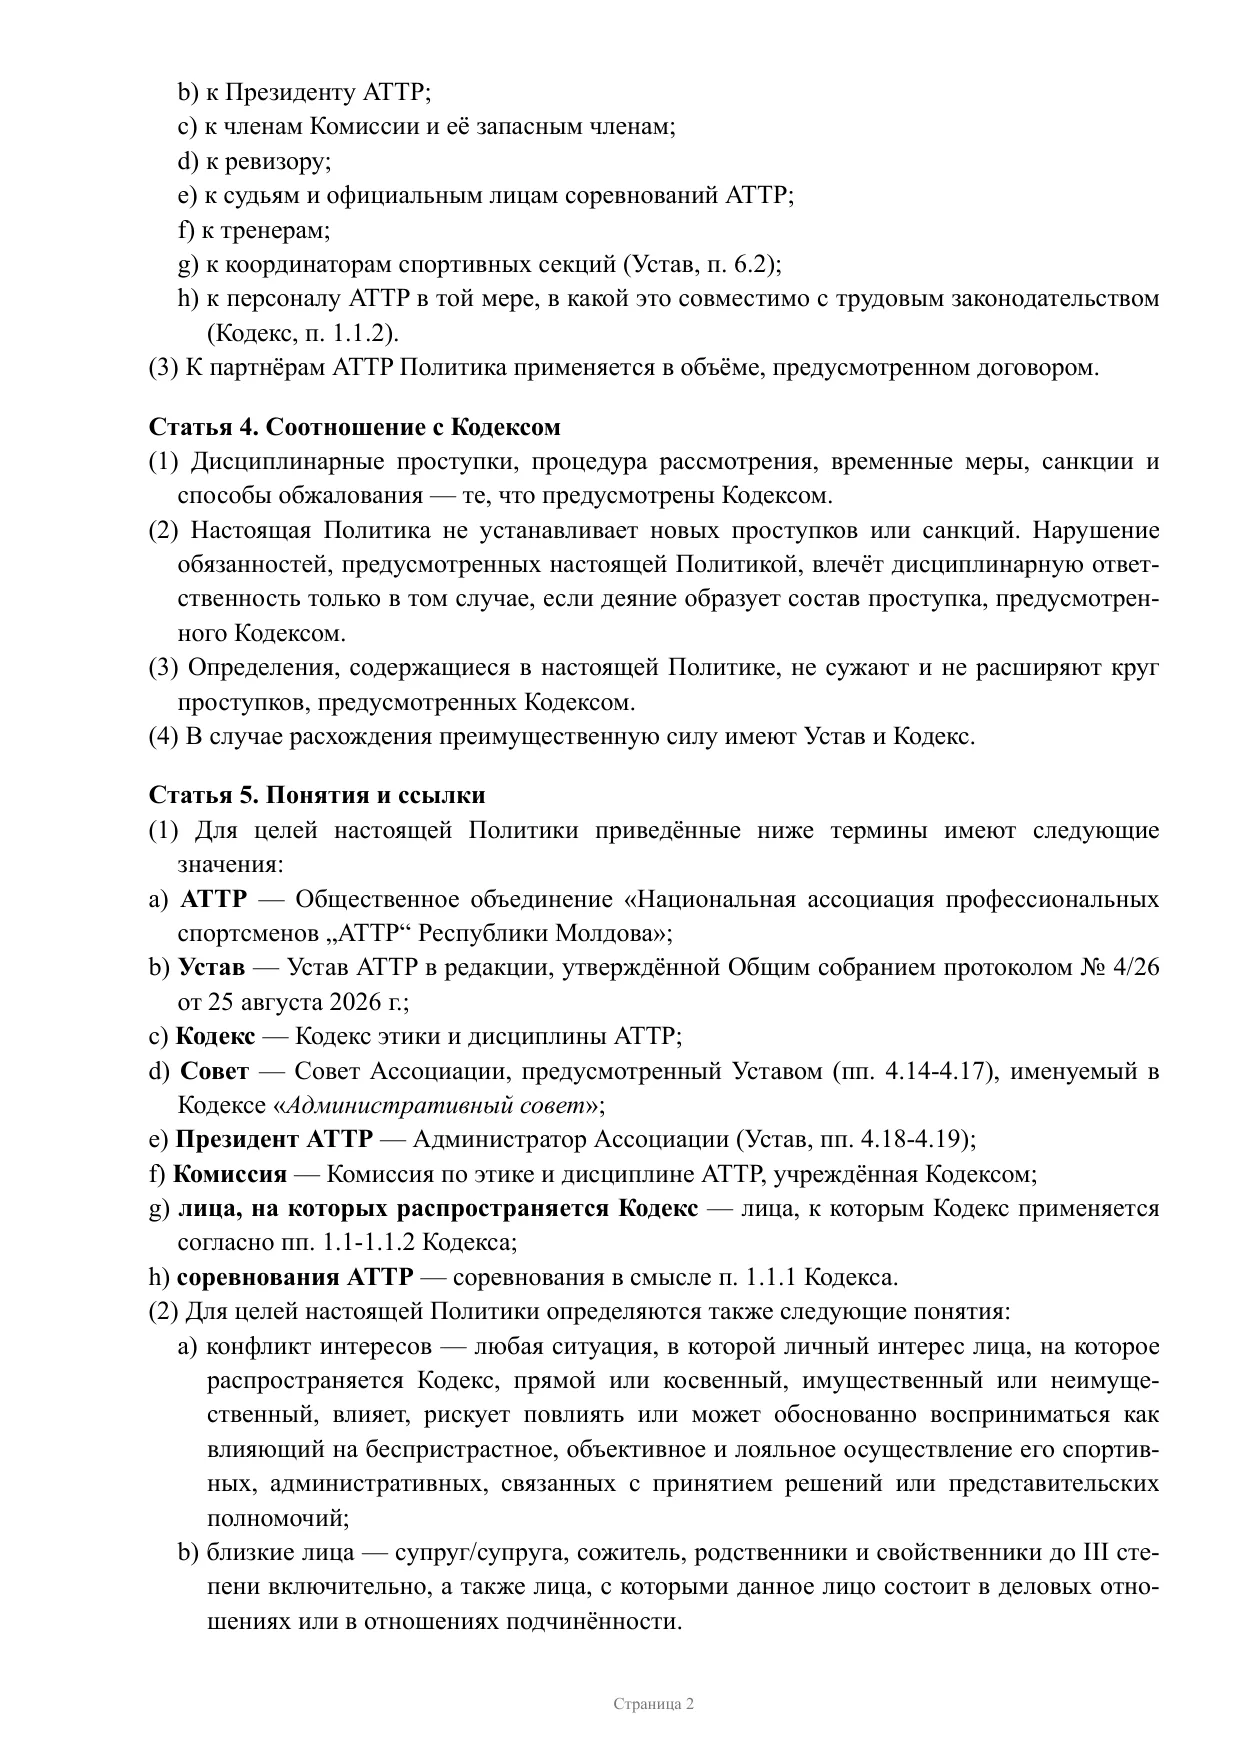 b) к Президенту АТТР;
c) к членам Комиссии и её запасным членам;
d) к ревизору;
e) к судьям и официальным лицам соревнований АТТР;
f) к тренерам;
g) к координаторам спортивных секций (Устав, п. 6.2);
h) к персоналу АТТР в той мере, в какой это совместимо с трудовым законодательством
(Кодекс, п. 1.1.2).
(3) К партнёрам АТТР Политика применяется в объёме, предусмотренном договором.
Статья 4. Соотношение с Кодексом
(1) Дисциплинарные проступки, процедура рассмотрения, временные меры, санкции и
способы обжалования — те, что предусмотрены Кодексом.
(2) Настоящая Политика не устанавливает новых проступков или санкций. Нарушение
обязанностей, предусмотренных настоящей Политикой, влечёт дисциплинарную ответ-
ственность только в том случае, если деяние образует состав проступка, предусмотрен-
ного Кодексом.
(3) Определения, содержащиеся в настоящей Политике, не сужают и не расширяют круг
проступков, предусмотренных Кодексом.
(4) В случае расхождения преимущественную силу имеют Устав и Кодекс.
Статья 5. Понятия и ссылки
(1) Для целей настоящей Политики приведённые ниже термины имеют следующие
значения:
a) АТТР — Общественное объединение «Национальная ассоциация профессиональных
спортсменов „АТТР“ Республики Молдова»;
b) Устав — Устав АТТР в редакции, утверждённой Общим собранием протоколом № 4/26
от 25 августа 2026 г.;
c) Кодекс — Кодекс этики и дисциплины АТТР;
d) Совет — Совет Ассоциации, предусмотренный Уставом (пп. 4.14-4.17), именуемый в
Кодексе «Административный совет»;
e) Президент АТТР — Администратор Ассоциации (Устав, пп. 4.18-4.19);
f) Комиссия — Комиссия по этике и дисциплине АТТР, учреждённая Кодексом;
g) лица, на которых распространяется Кодекс — лица, к которым Кодекс применяется
согласно пп. 1.1-1.1.2 Кодекса;
h) соревнования АТТР — соревнования в смысле п. 1.1.1 Кодекса.
(2) Для целей настоящей Политики определяются также следующие понятия:
a) конфликт интересов — любая ситуация, в которой личный интерес лица, на которое
распространяется Кодекс, прямой или косвенный, имущественный или неимуще-
ственный, влияет, рискует повлиять или может обоснованно восприниматься как
влияющий на беспристрастное, объективное и лояльное осуществление его спортив-
ных, административных, связанных с принятием решений или представительских
полномочий;
b) близкие лица — супруг/супруга, сожитель, родственники и свойственники до III сте-
пени включительно, а также лица, с которыми данное лицо состоит в деловых отно-
шениях или в отношениях подчинённости.
Страница 2